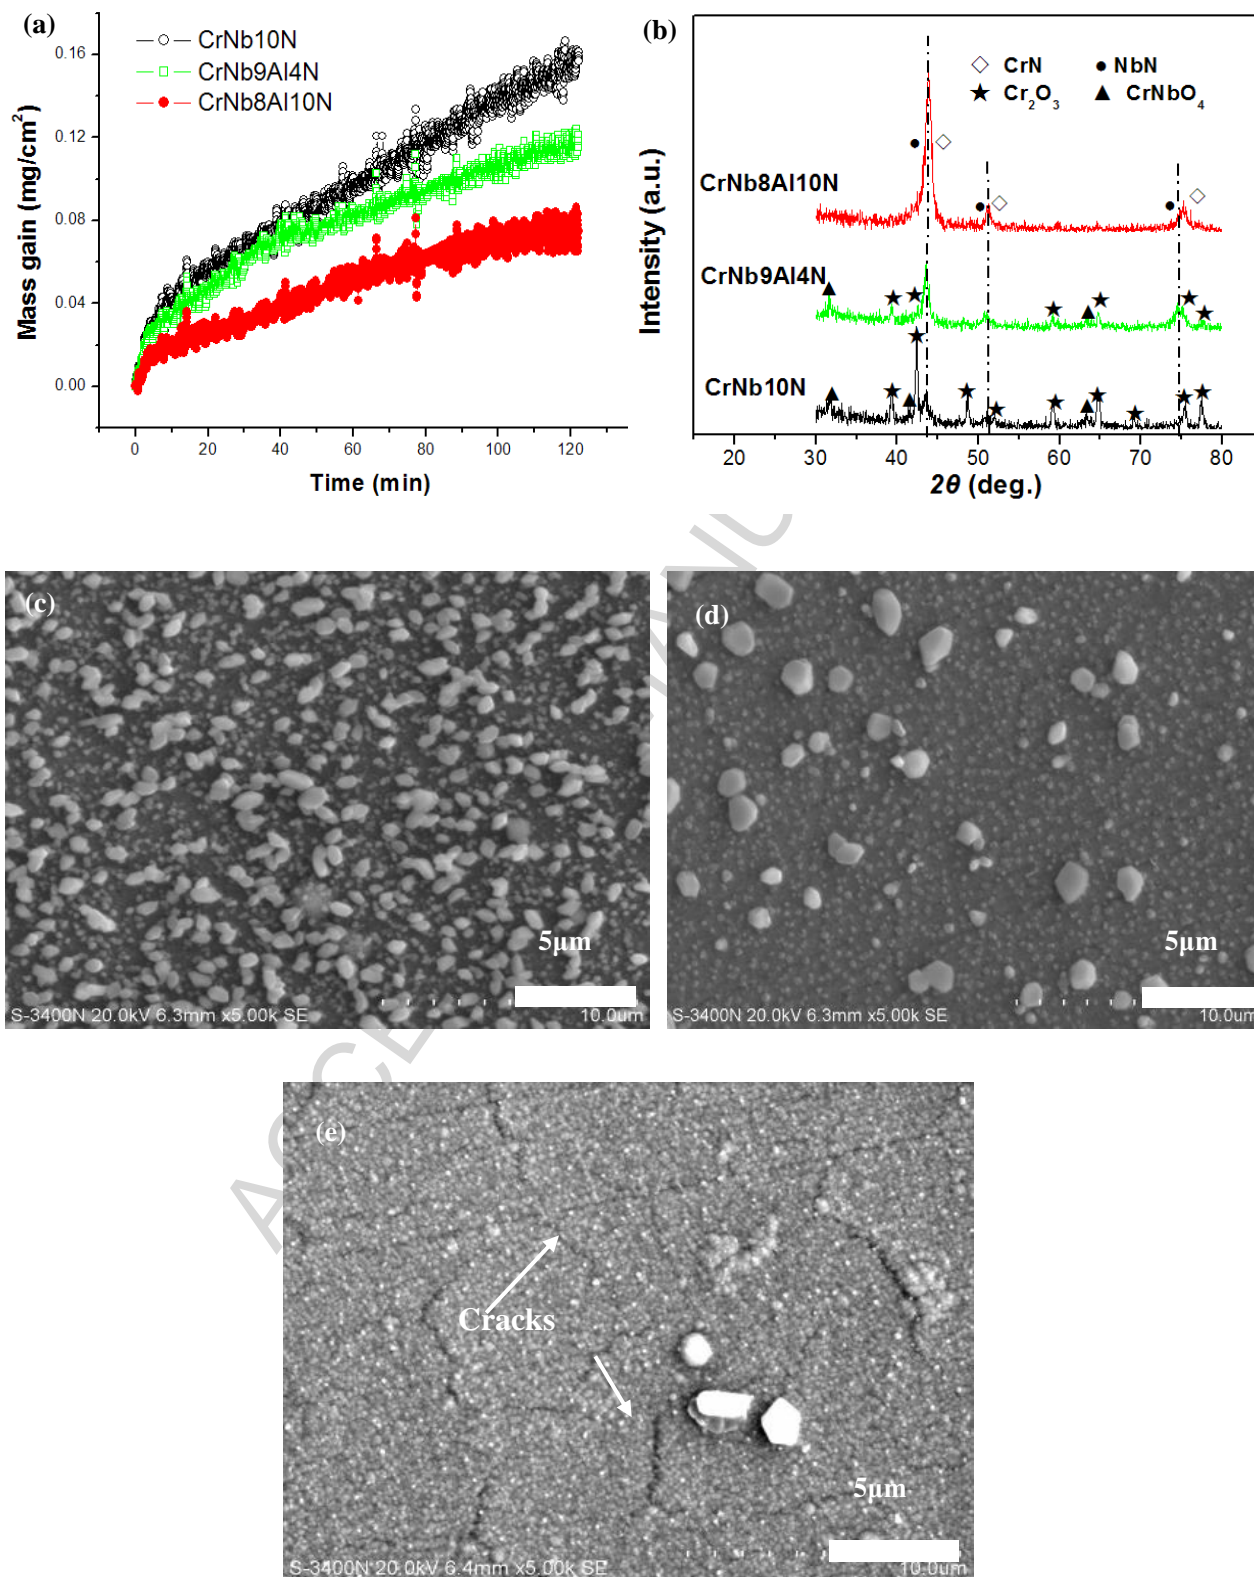 (a)
CrNb10N
CrNb9Al4N
CrNb8Al10N
0.16
0.12
0.08
0.04
0.00
Mass gain (mg/cm²)
0 20 40 60 80 100 120
Time (min)
(b)
◇ CrN ● NbN
★ Cr₂O₃ ▲ CrNbO₄
CrNb8Al10N
CrNb9Al4N
CrNb10N
Intensity (a.u.)
20 30 40 50 60 70 80
2θ (deg.)
(c)
5μm
S-3400N 20.0kV 6.3mm x5.00k SE 10.0um
(d)
5μm
S-3400N 20.0kV 6.3mm x5.00k SE 10.0um
(e)
Cracks
5μm
S-3400N 20.0kV 6.4mm x5.00k SE 10.0um